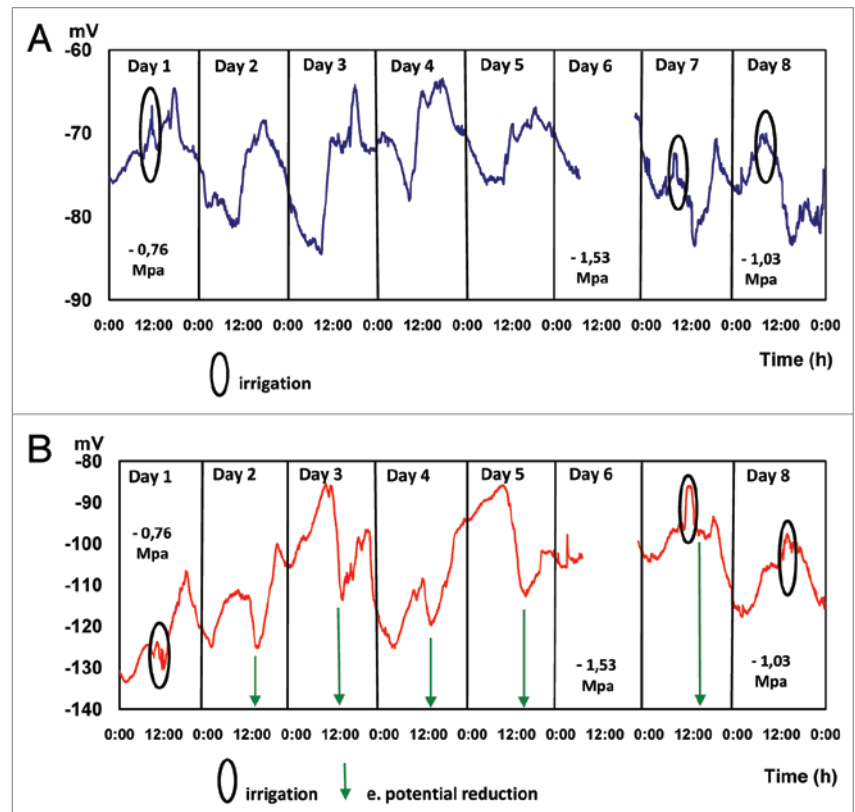 A
mV
-60
-70
-80
-90
Day 1 Day 2 Day 3 Day 4 Day 5 Day 6 Day 7 Day 8
- 0,76
Mpa
- 1,53
Mpa
- 1,03
Mpa
0:00 12:00 0:00 12:00 0:00 12:00 0:00 12:00 0:00 12:00 0:00 12:00 0:00 12:00 0:00 12:00 0:00
Time (h)
irrigation
B
mV
-80
-100
-120
-140
Day 1 Day 2 Day 3 Day 4 Day 5 Day 6 Day 8
- 0,76
Mpa
- 1,53
Mpa
- 1,03
Mpa
0:00 12:00 0:00 12:00 0:00 12:00 0:00 12:00 0:00 12:00 0:00 12:00 0:00 12:00 0:00 12:00 0:00
Time (h)
irrigation e. potential reduction